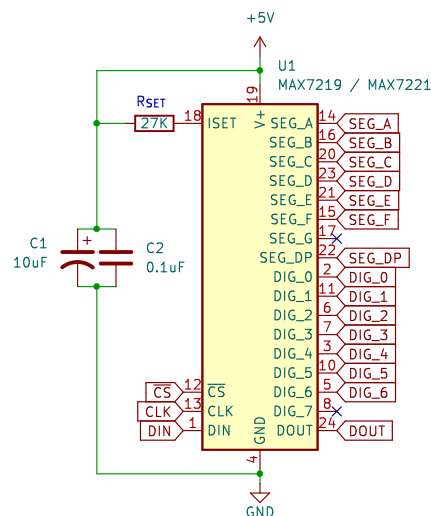 +5V
U1
MAX7219 / MAX7221
RSET
27K
18
ISET
19
V+
SEG_A
14
SEG_A
SEG_B
16
SEG_B
SEG_C
20
SEG_C
SEG_D
23
SEG_D
SEG_E
21
SEG_E
SEG_F
15
SEG_F
SEG_G
17
SEG_DP
22
SEG_DP
DIG_0
2
DIG_0
DIG_1
11
DIG_1
DIG_2
6
DIG_2
DIG_3
7
DIG_3
DIG_4
3
DIG_4
DIG_5
10
DIG_5
DIG_6
5
DIG_6
DIG_7
8
DOUT
24
DOUT
C1
10uF
+
C2
0.1uF
CS
12
CS
CLK
13
CLK
DIN
1
DIN
GND
4
GND